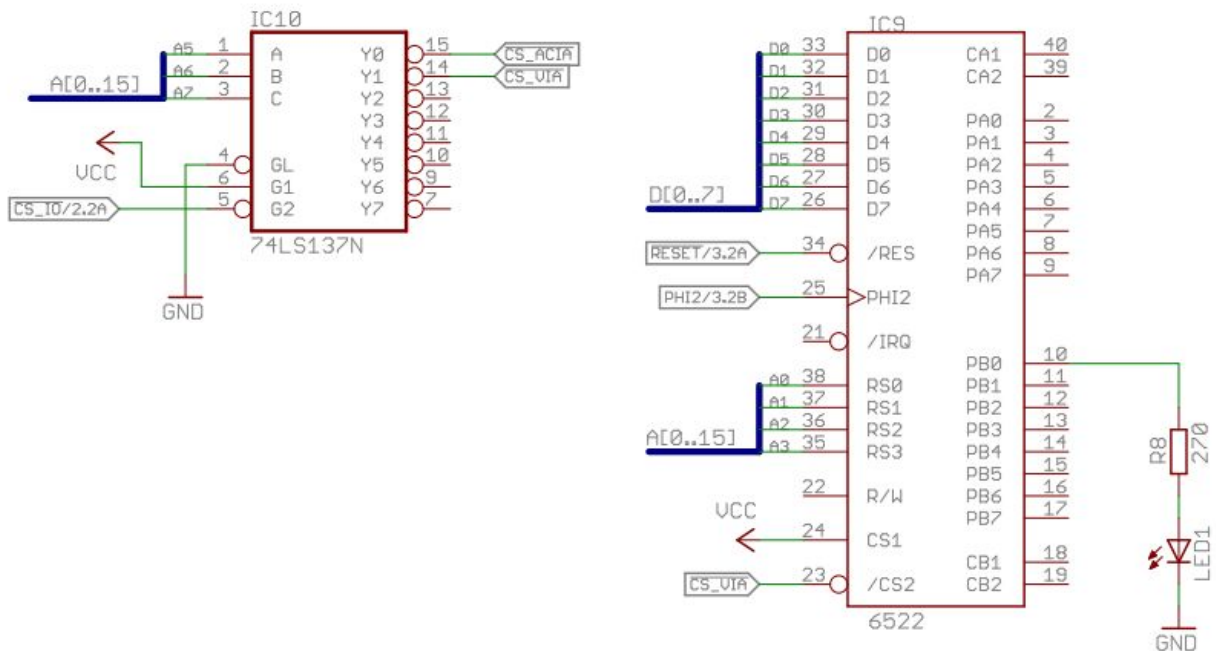 IC10
A5 1 A Y0 15 CS_ACIA
A6 2 B Y1 14 CS_VIA
A7 3 C Y2 13
A[0..15]
Y3 12
Y4 11
VCC
4 GL Y5 10
6 G1 Y6 9
CS_IO/2.2A 5 G2 Y7 7
74LS137N
GND
IC9
D0 33 D0 CA1 40
D1 32 D1 CA2 39
D2 31 D2
D3 30 D3 PA0 2
D4 29 D4 PA1 3
D5 28 D5 PA2 4
D6 27 D6 PA3 5
D[0..7]
D7 26 D7 PA4 6
PA5 7
RESET/3.2A 34 /RES PA6 8
PA7 9
PHI2/3.2B 25 PHI2
21 /IRQ
PB0 10
A0 38 RS0 PB1 11
A1 37 RS1 PB2 12
A2 36 RS2 PB3 13
A[0..15]
A3 35 RS3 PB4 14
PB5 15
22 R/W PB6 16
PB7 17
VCC
24 CS1
CB1 18
CS_VIA 23 /CS2 CB2 19
6522
R8
270
LED1
GND